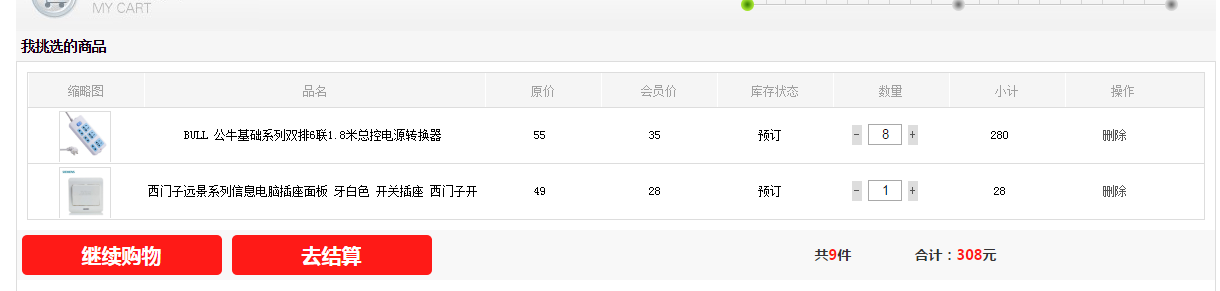 MY CART
我挑选的商品
缩略图 品名 原价 会员价 库存状态 数量 小计 操作
BULL 公牛基础系列双排6联1.8米总控电源转换器 55 35 预订 - 8 + 280 删除
西门子远景系列信息电脑插座面板 牙白色 开关插座 西门子开 49 28 预订 - 1 + 28 删除
继续购物 去结算 共9件 合计：308元